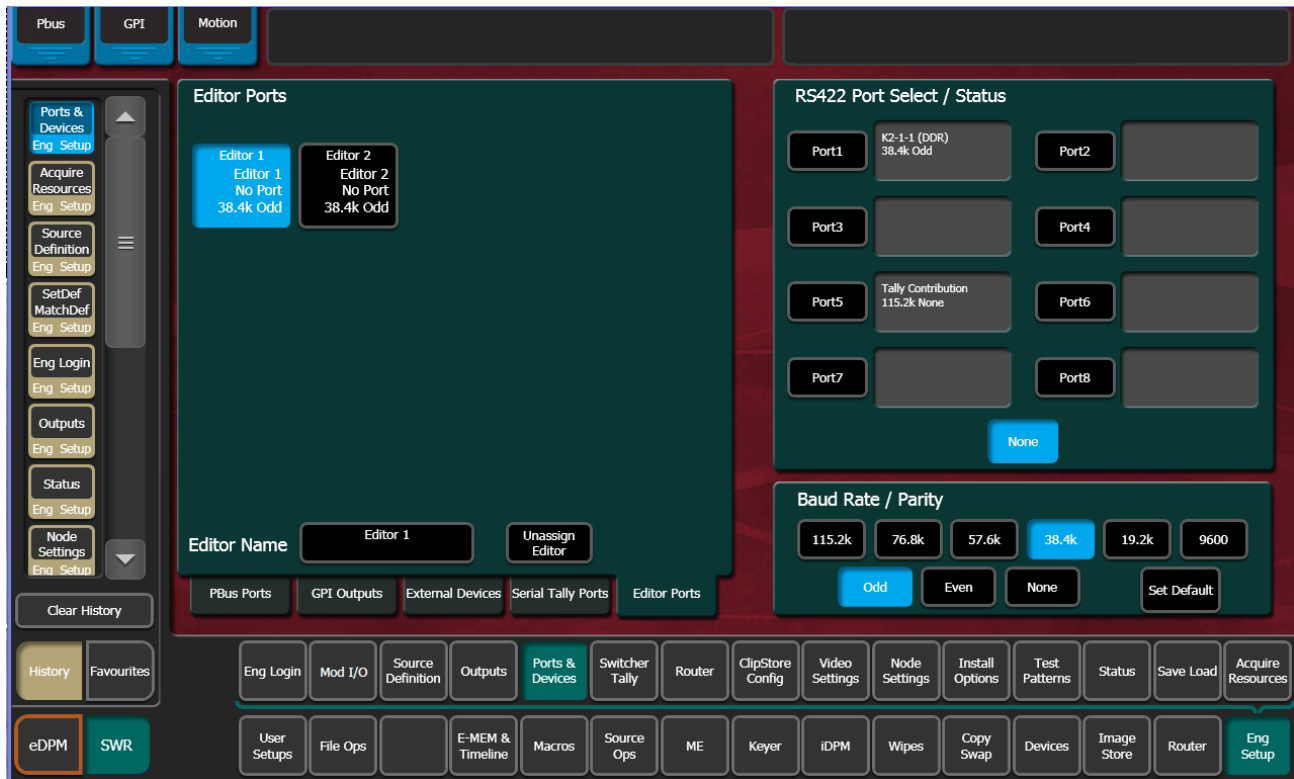 Pbus
GPI
Motion
Ports &
Devices
Eng Setup
Acquire
Resources
Eng Setup
Source
Definition
Eng Setup
SetDef
MatchDef
Eng Setup
Eng Login
Eng Setup
Outputs
Eng Setup
Status
Eng Setup
Node
Settings
Eng Setup
Clear History
History
Favourites
eDPM
SWR
Editor Ports
Editor 1
Editor 1
No Port
38.4k Odd
Editor 2
Editor 2
No Port
38.4k Odd
Editor Name
Editor 1
Unassign
Editor
PBus Ports
GPI Outputs
External Devices
Serial Tally Ports
Editor Ports
RS422 Port Select / Status
Port1
K2-1-1 (DDR)
38.4k Odd
Port2
Port3
Port4
Port5
Tally Contribution
115.2k None
Port6
Port7
Port8
None
Baud Rate / Parity
115.2k
76.8k
57.6k
38.4k
19.2k
9600
Odd
Even
None
Set Default
Eng Login
Mod I/O
Source
Definition
Outputs
Ports &
Devices
Switcher
Tally
Router
ClipStore
Config
Video
Settings
Node
Settings
Install
Options
Test
Patterns
Status
Save Load
Acquire
Resources
User
Setups
File Ops
E-MEM &
Timeline
Macros
Source
Ops
ME
Keyer
iDPM
Wipes
Copy
Swap
Devices
Image
Store
Router
Eng
Setup